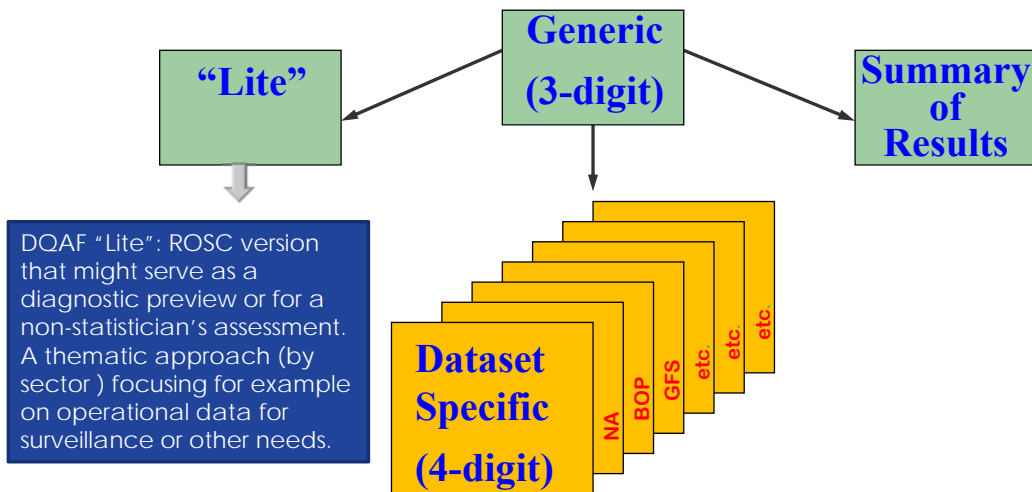 Generic
(3-digit)
“Lite”
Summary
of
Results
DQAF “Lite”: ROSC version
that might serve as a
diagnostic preview or for a
non-statistician’s assessment.
A thematic approach (by
sector ) focusing for example
on operational data for
surveillance or other needs.
Dataset
Specific
(4-digit)
NA
BOP
GFS
etc.
etc.
etc.